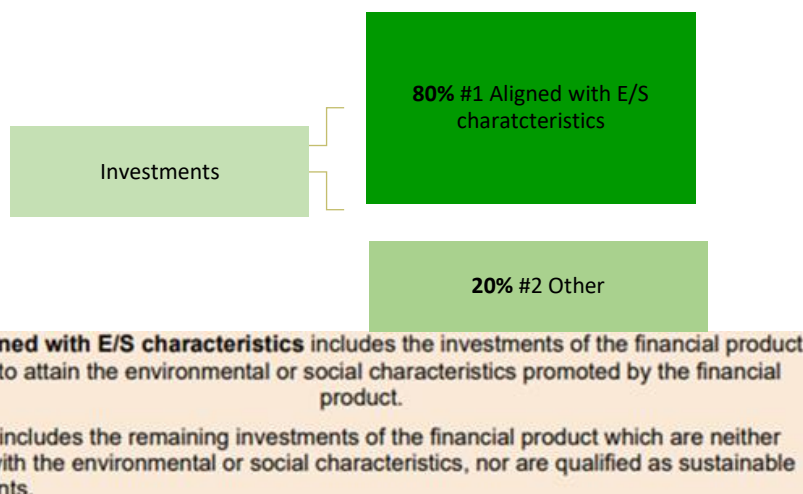 80% #1 Aligned with E/S
charatcteristics
Investments
20% #2 Other
ned with E/S characteristics includes the investments of the financial product
to attain the environmental or social characteristics promoted by the financial
product.
includes the remaining investments of the financial product which are neither
with the environmental or social characteristics, nor are qualified as sustainable
nts.